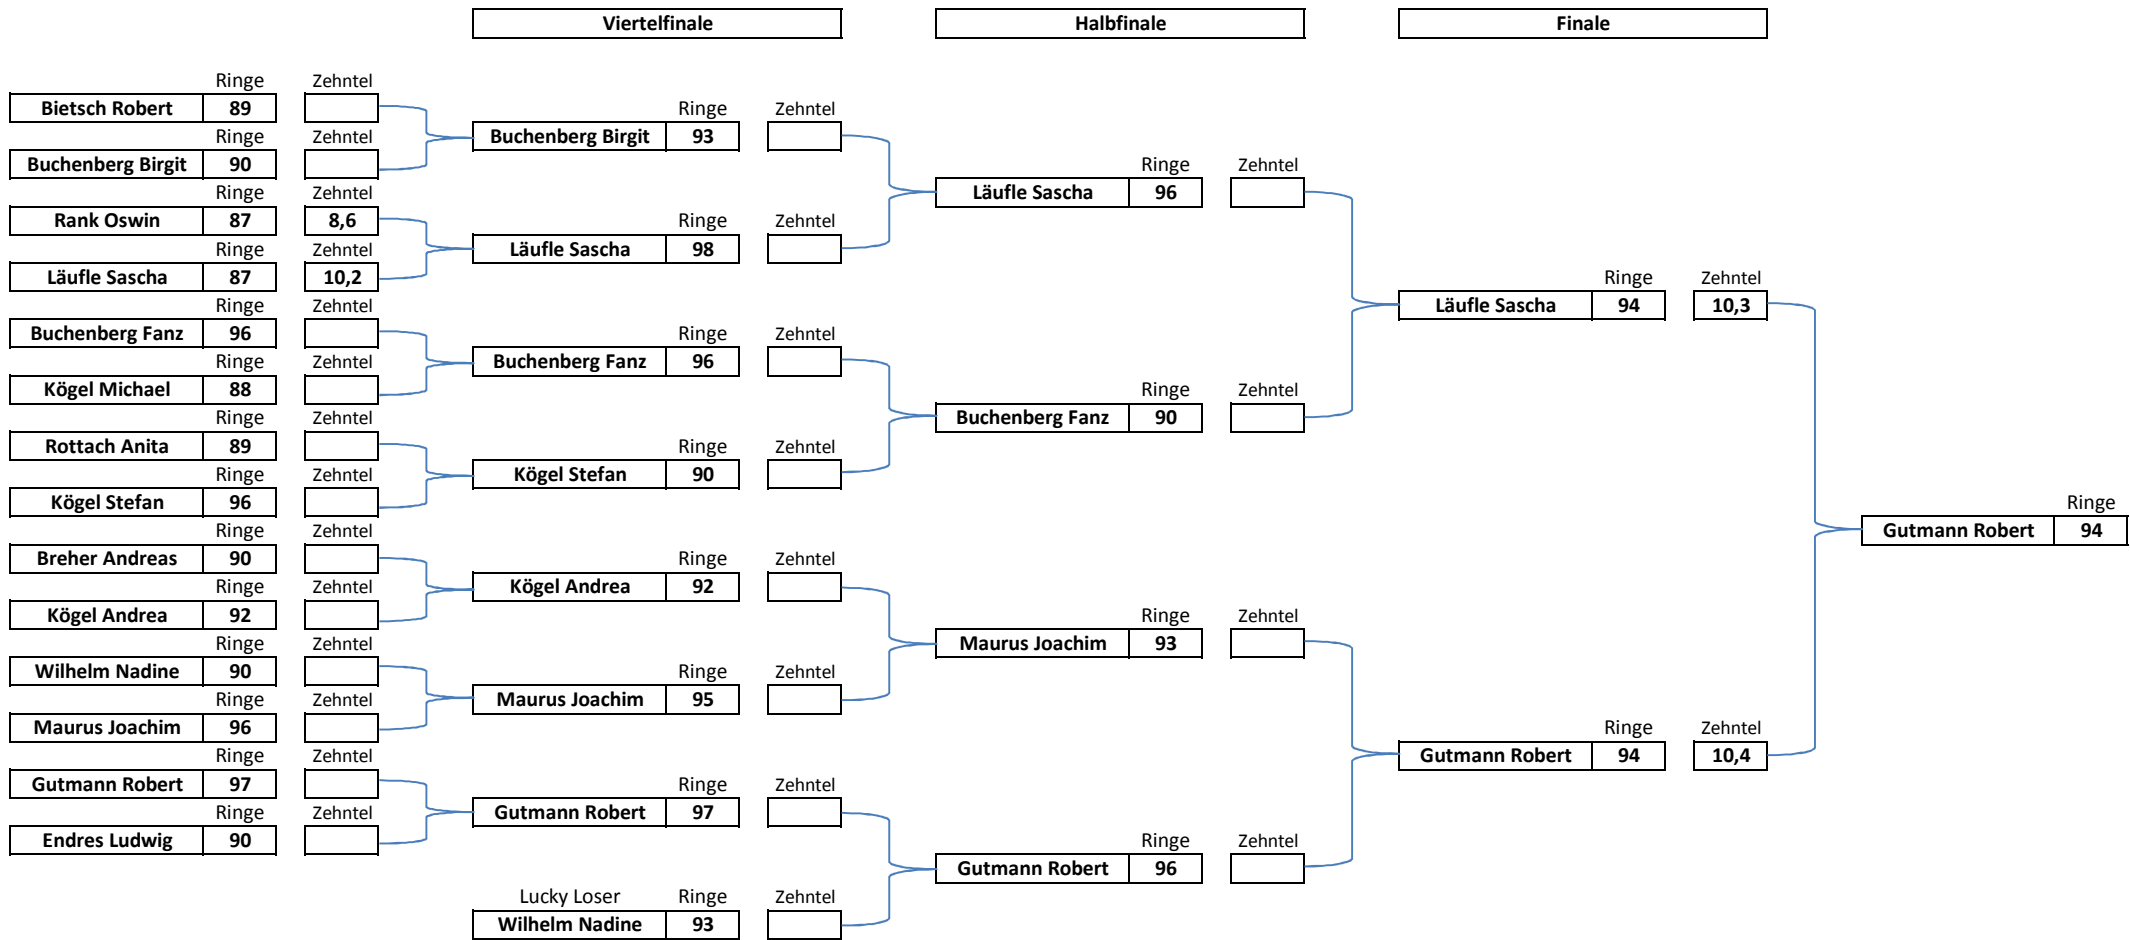 Viertelfinale Halbfinale Finale
Ringe Zehntel
Bietsch Robert 89 Ringe Zehntel
Ringe Zehntel Buchenberg Birgit 93
Buchenberg Birgit 90 Ringe Zehntel
Ringe Zehntel Läufle Sascha 96
Rank Oswin 87 8,6 Ringe Zehntel
Ringe Zehntel Läufle Sascha 98
Läufle Sascha 87 10,2 Ringe Zehntel
Ringe Zehntel Läufle Sascha 94 10,3
Buchenberg Fanz 96 Ringe Zehntel
Ringe Zehntel Buchenberg Fanz 96
Kögel Michael 88 Ringe Zehntel
Ringe Zehntel Buchenberg Fanz 90
Rottach Anita 89 Ringe Zehntel
Ringe Zehntel Kögel Stefan 90
Kögel Stefan 96 Ringe
Ringe Zehntel Gutmann Robert 94
Breher Andreas 90 Ringe Zehntel
Ringe Zehntel Kögel Andrea 92
Kögel Andrea 92 Ringe Zehntel
Ringe Zehntel Maurus Joachim 93
Wilhelm Nadine 90 Ringe Zehntel
Ringe Zehntel Maurus Joachim 95
Maurus Joachim 96 Ringe Zehntel
Ringe Zehntel Gutmann Robert 94 10,4
Gutmann Robert 97 Ringe Zehntel
Ringe Zehntel Gutmann Robert 97
Endres Ludwig 90 Ringe Zehntel
Gutmann Robert 96
Lucky Loser Ringe Zehntel
Wilhelm Nadine 93